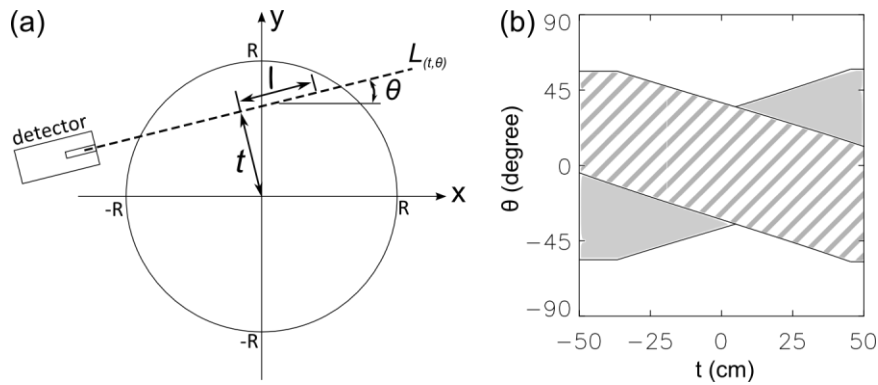 (a)
y
R
L(t,θ)
l
θ
detector
t
x
-R
R
-R
(b)
90
45
0
-45
-90
θ (degree)
-50 -25 0 25 50
t (cm)